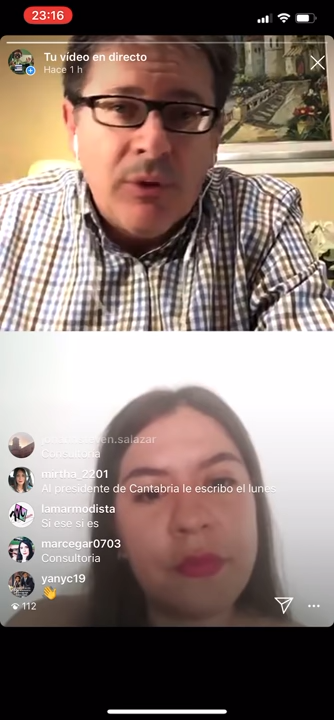 23:16
Tu vídeo en directo
Hace 1 h
Consultoria
mirtha_2201
Al presidente de Cantabria le escribo el lunes
lamarmodista
Si ese si es
marcegar0703
Consultoria
yanyc19
👋
112